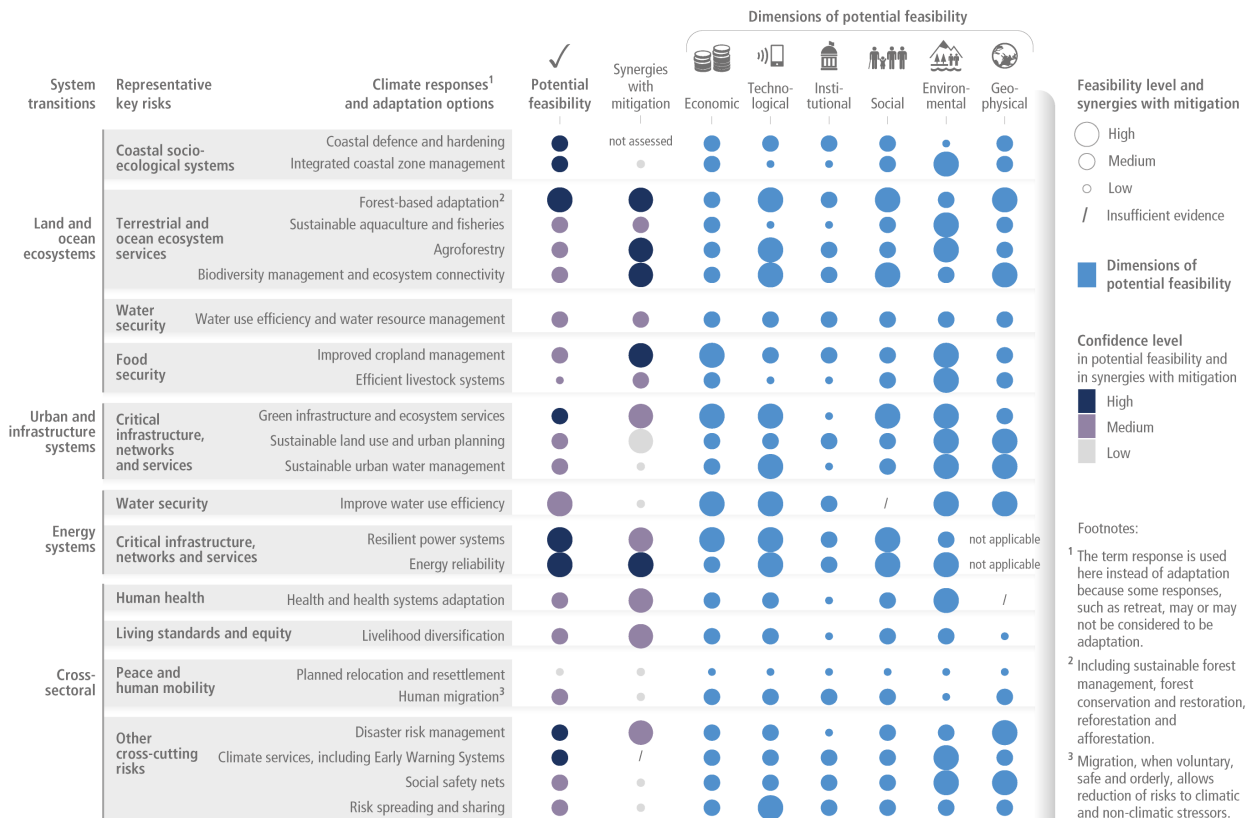 Dimensions of potential feasibility
System transitions
Representative key risks
Climate responses¹ and adaptation options
Potential feasibility
Synergies with mitigation
Economic
Techno-logical
Insti-tutional
Social
Environ-mental
Geo-physical
Land and ocean ecosystems
Coastal socio-ecological systems
Coastal defence and hardening
not assessed
Integrated coastal zone management
Terrestrial and ocean ecosystem services
Forest-based adaptation²
Sustainable aquaculture and fisheries
Agroforestry
Biodiversity management and ecosystem connectivity
Water security
Water use efficiency and water resource management
Food security
Improved cropland management
Efficient livestock systems
Urban and infrastructure systems
Critical infrastructure, networks and services
Green infrastructure and ecosystem services
Sustainable land use and urban planning
Sustainable urban water management
Energy systems
Water security
Improve water use efficiency
/
Critical infrastructure, networks and services
Resilient power systems
not applicable
Energy reliability
not applicable
Cross-sectoral
Human health
Health and health systems adaptation
/
Living standards and equity
Livelihood diversification
Peace and human mobility
Planned relocation and resettlement
Human migration³
Other cross-cutting risks
Disaster risk management
Climate services, including Early Warning Systems
/
Social safety nets
Risk spreading and sharing
Feasibility level and
synergies with mitigation
High
Medium
Low
/ Insufficient evidence
Dimensions of
potential feasibility
Confidence level
in potential feasibility and
in synergies with mitigation
High
Medium
Low
Footnotes:
¹ The term response is used
here instead of adaptation
because some responses,
such as retreat, may or may
not be considered to be
adaptation.
² Including sustainable forest
management, forest
conservation and restoration,
reforestation and
afforestation.
³ Migration, when voluntary,
safe and orderly, allows
reduction of risks to climatic
and non-climatic stressors.